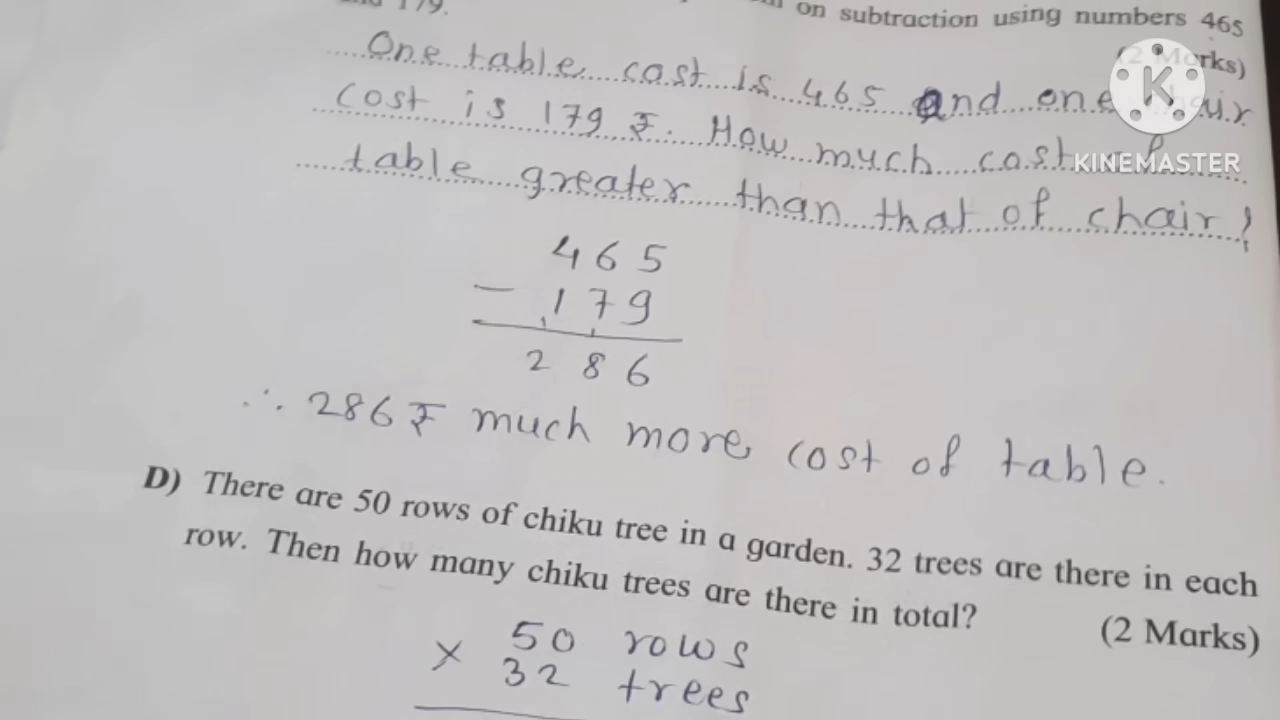 on subtraction using numbers 465
179.
One table cost is 465 and one
cost is 179 ₹. How much cost of
table greater than that of chair?
465
- 179
286
∴ 286 ₹ much more cost of table.
D) There are 50 rows of chiku tree in a garden. 32 trees are there in each
row. Then how many chiku trees are there in total? (2 Marks)
50 rows
× 32 trees
K
KINEMASTER